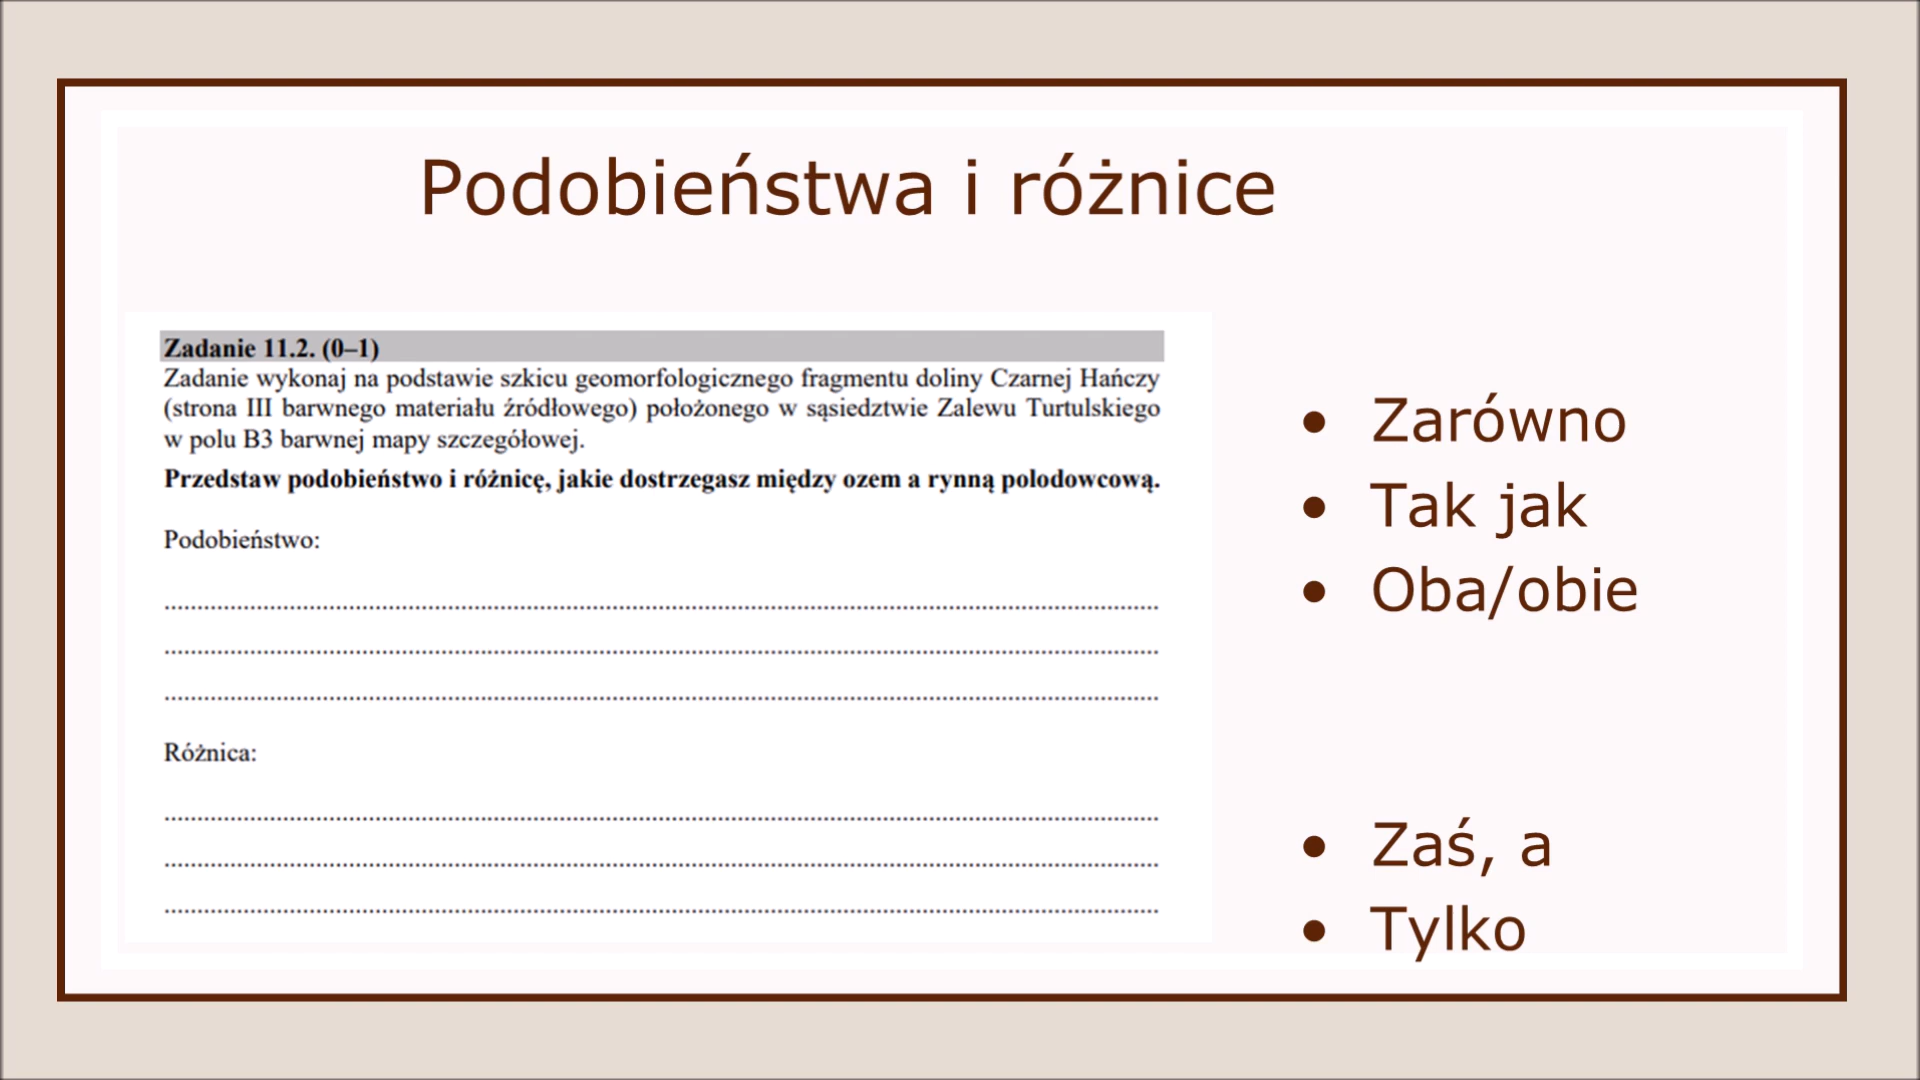 Podobieństwa i różnice
Zadanie 11.2. (0–1)
Zadanie wykonaj na podstawie szkicu geomorfologicznego fragmentu doliny Czarnej Hańczy
(strona III barwnego materiału źródłowego) położonego w sąsiedztwie Zalewu Turtulskiego
w polu B3 barwnej mapy szczegółowej.
Przedstaw podobieństwo i różnicę, jakie dostrzegasz między ozem a rynną polodowcową.
Podobieństwo:
Różnica:
• Zarówno
• Tak jak
• Oba/obie
• Zaś, a
• Tylko